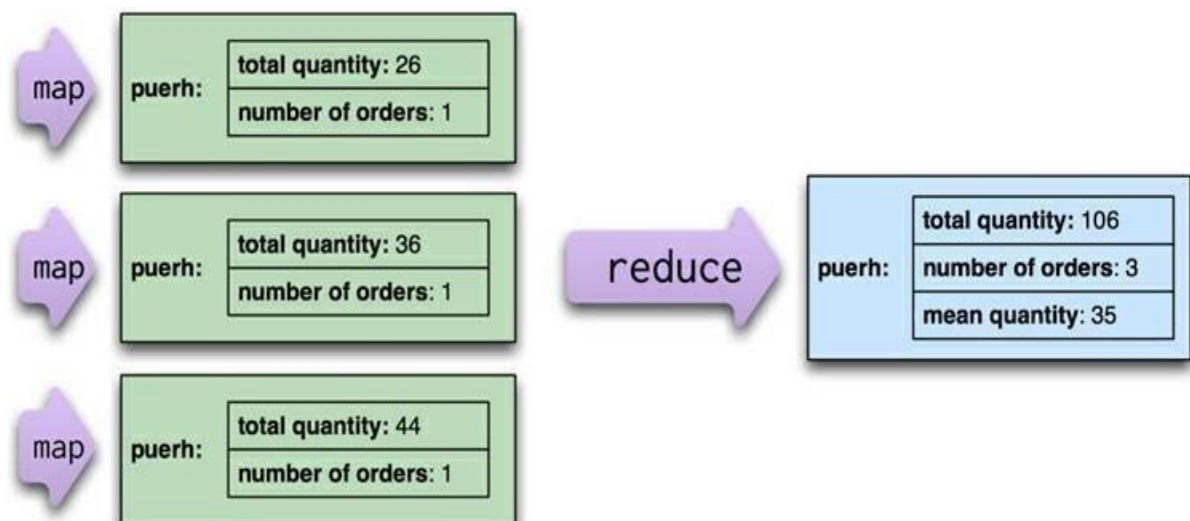 map
puerh:
total quantity: 26
number of orders: 1
map
puerh:
total quantity: 36
number of orders: 1
map
puerh:
total quantity: 44
number of orders: 1
reduce
puerh:
total quantity: 106
number of orders: 3
mean quantity: 35